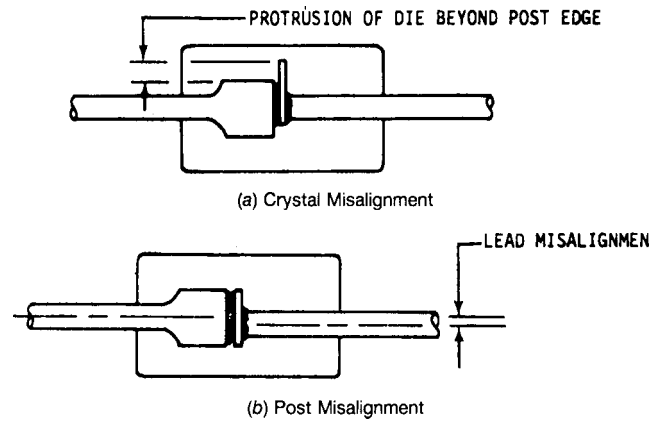 PROTRUSION OF DIE BEYOND POST EDGE
(a) Crystal Misalignment
LEAD MISALIGNMEN
(b) Post Misalignment